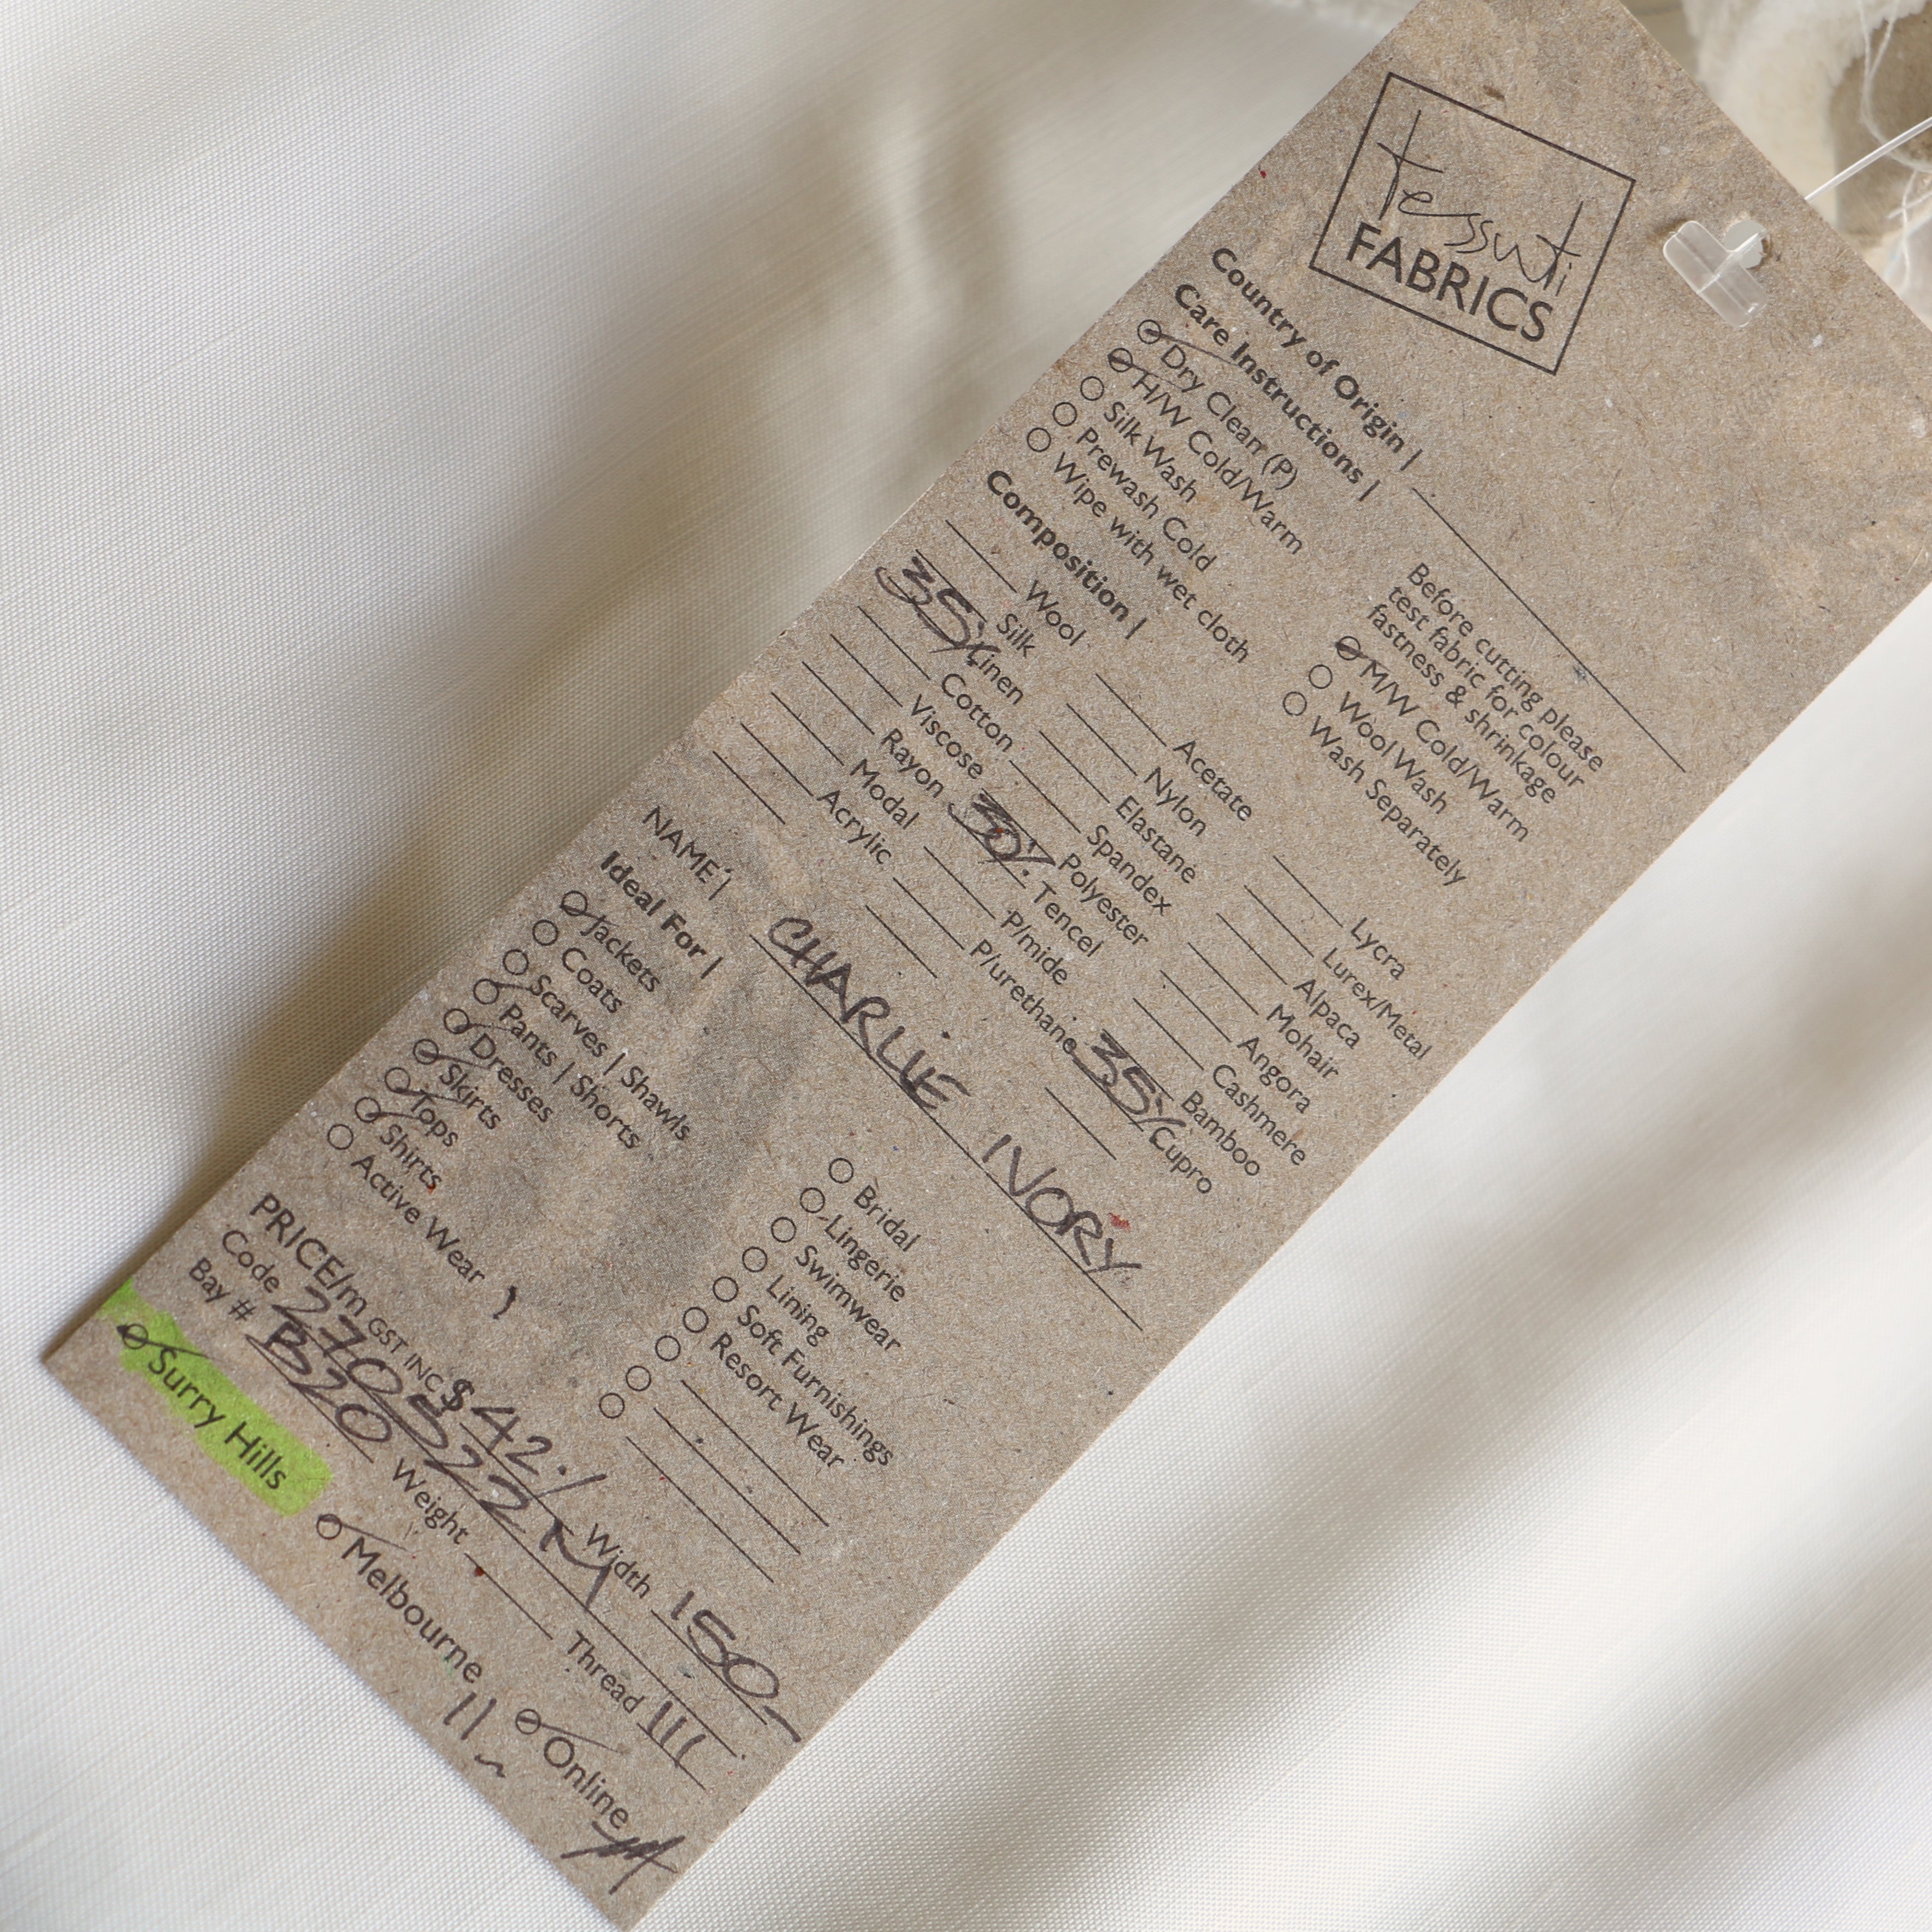 tessuti
FABRICS
Country of Origin |
Care Instructions |
Dry Clean (P)
H/W Cold/Warm
Silk Wash
Prewash Cold
Wipe with wet cloth
Before cutting please
test fabric for colour
fastness & shrinkage
M/W Cold/Warm
Wool Wash
Wash Separately
Composition |
Wool
Silk
35% Linen
Cotton
Viscose
Rayon
Modal
Acrylic
Acetate
Nylon
Elastane
Spandex
Polyester
30% Tencel
P/mide
P/urethane
Lycra
Lurex/Metal
Alpaca
Mohair
Angora
Cashmere
Bamboo
35% Cupro
NAME | CHARLIE IVORY
Ideal For |
Jackets
Coats
Scarves | Shawls
Pants | Shorts
Dresses
Skirts
Tops
Shirts
Active Wear
Bridal
Lingerie
Swimwear
Lining
Soft Furnishings
Resort Wear
PRICE/m GST INC $42./ Width 150
Code
Bay # B20 Weight Thread
Surry Hills Melbourne Online